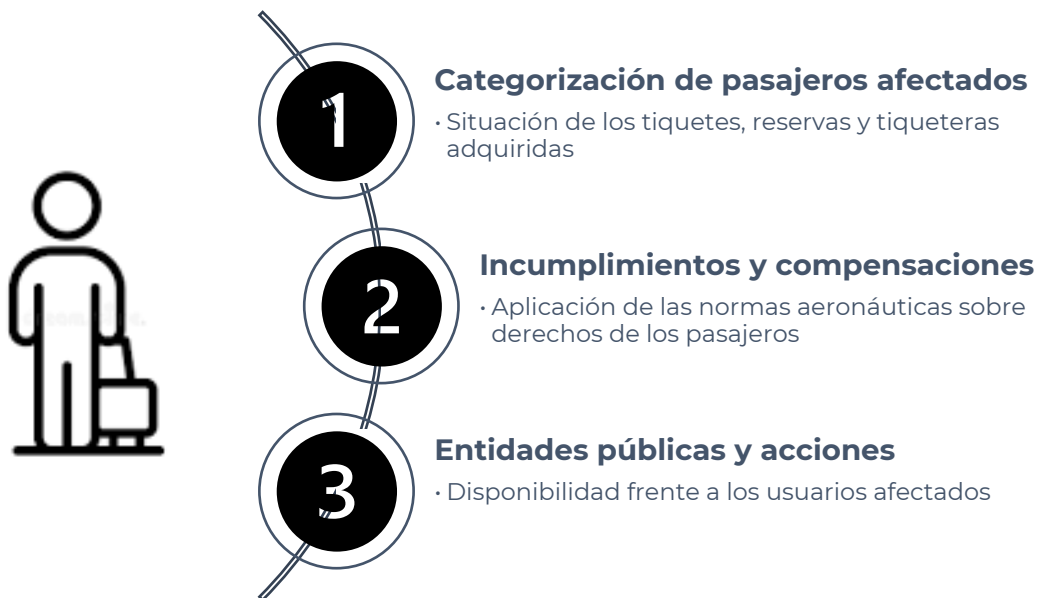 1
Categorización de pasajeros afectados
• Situación de los tiquetes, reservas y tiqueteras
adquiridas
2
Incumplimientos y compensaciones
• Aplicación de las normas aeronáuticas sobre
derechos de los pasajeros
3
Entidades públicas y acciones
• Disponibilidad frente a los usuarios afectados